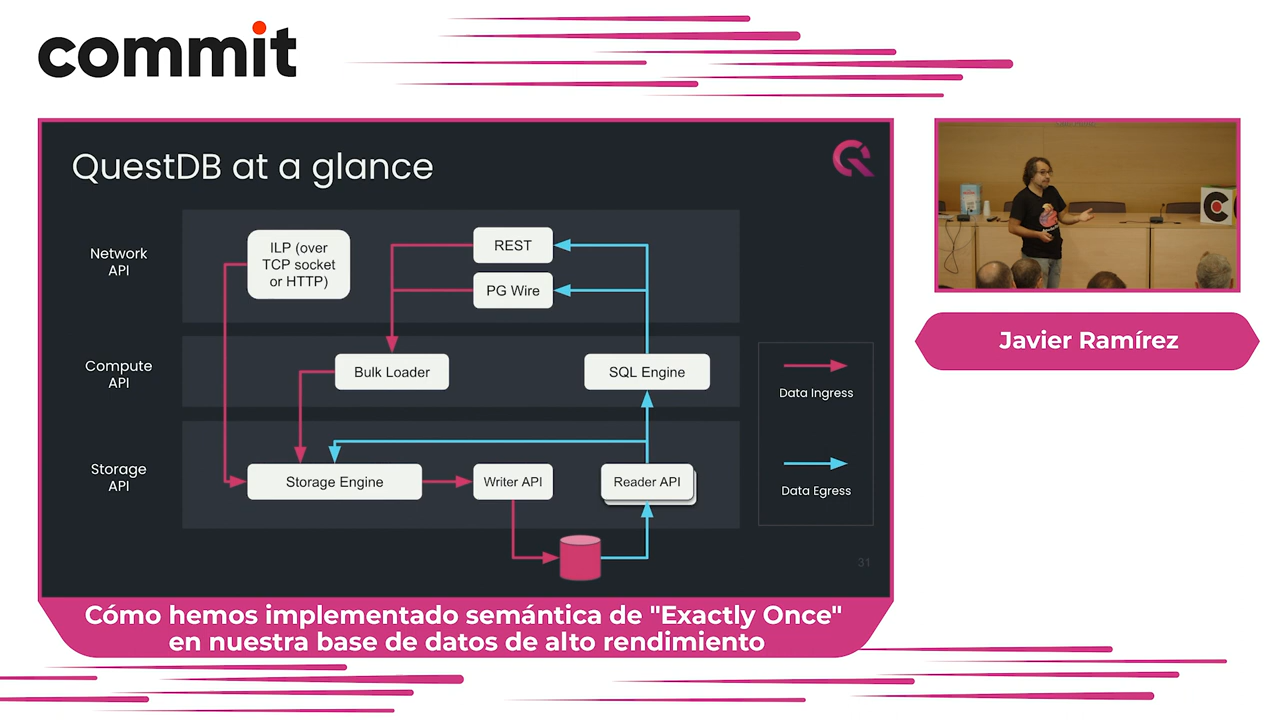 commit
QuestDB at a glance
Network
API
ILP (over
TCP socket
or HTTP)
REST
PG Wire
Compute
API
Bulk Loader
SQL Engine
Data Ingress
Storage
API
Storage Engine
Writer API
Reader API
Data Egress
31
Javier Ramírez
Cómo hemos implementado semántica de "Exactly Once"
en nuestra base de datos de alto rendimiento